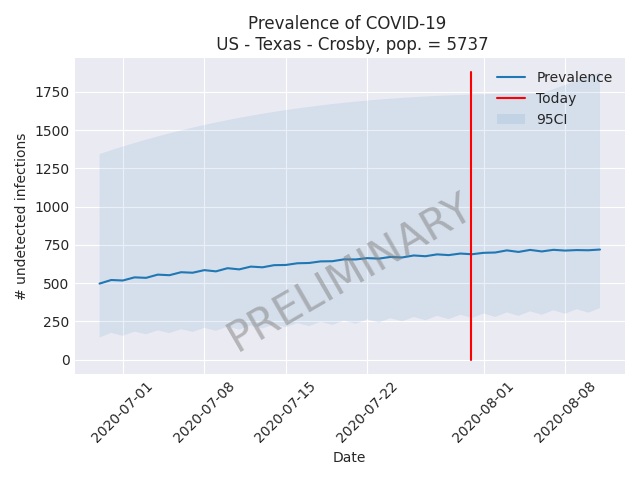 Prevalence of COVID-19
US - Texas - Crosby, pop. = 5737
# undetected infections
1750
1500
1250
1000
750
500
250
0
Prevalence
Today
95CI
PRELIMINARY
2020-07-01
2020-07-08
2020-07-15
2020-07-22
2020-08-01
2020-08-08
Date